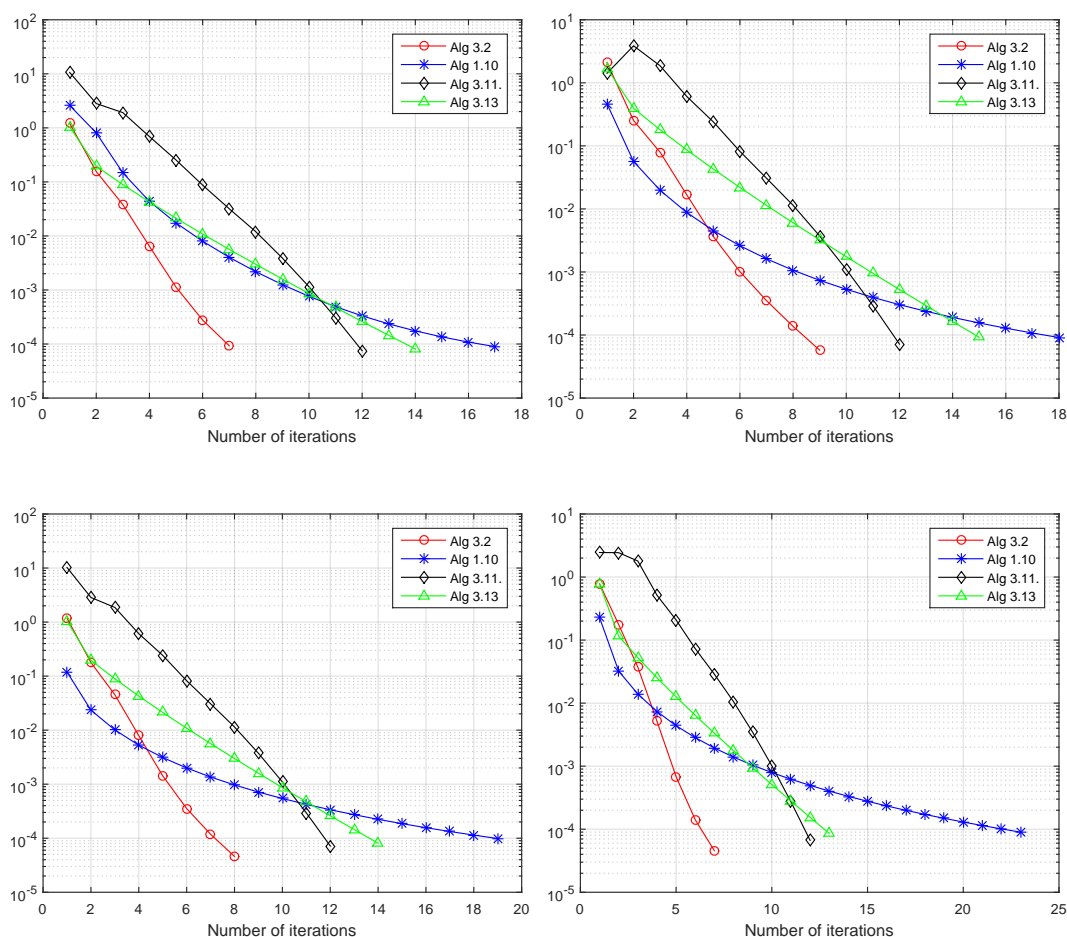 10^2
10^1
10^0
10^-1
10^-2
10^-3
10^-4
10^-5
0 2 4 6 8 10 12 14 16 18
Number of iterations
Alg 3.2
Alg 1.10
Alg 3.11.
Alg 3.13
10^1
10^0
10^-1
10^-2
10^-3
10^-4
10^-5
0 2 4 6 8 10 12 14 16 18
Number of iterations
Alg 3.2
Alg 1.10
Alg 3.11.
Alg 3.13
10^2
10^1
10^0
10^-1
10^-2
10^-3
10^-4
10^-5
0 2 4 6 8 10 12 14 16 18 20
Number of iterations
Alg 3.2
Alg 1.10
Alg 3.11.
Alg 3.13
10^1
10^0
10^-1
10^-2
10^-3
10^-4
10^-5
0 5 10 15 20 25
Number of iterations
Alg 3.2
Alg 1.10
Alg 3.11.
Alg 3.13